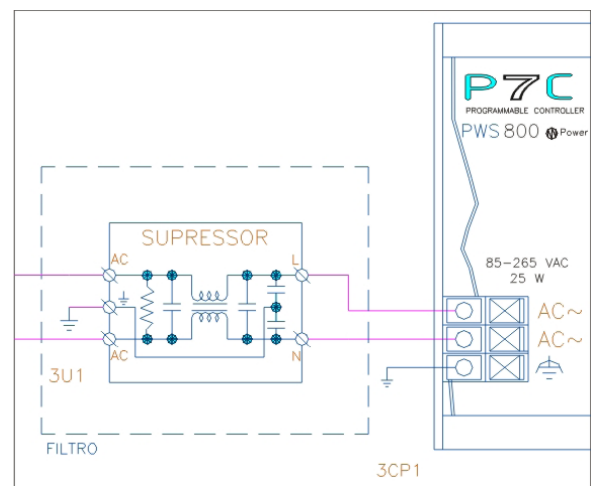 P7C
PROGRAMMABLE CONTROLLER
PWS 800 Power
SUPRESSOR
AC
L
85-265 VAC
25 W
AC~
AC~
AC
N
3U1
FILTRO
3CP1